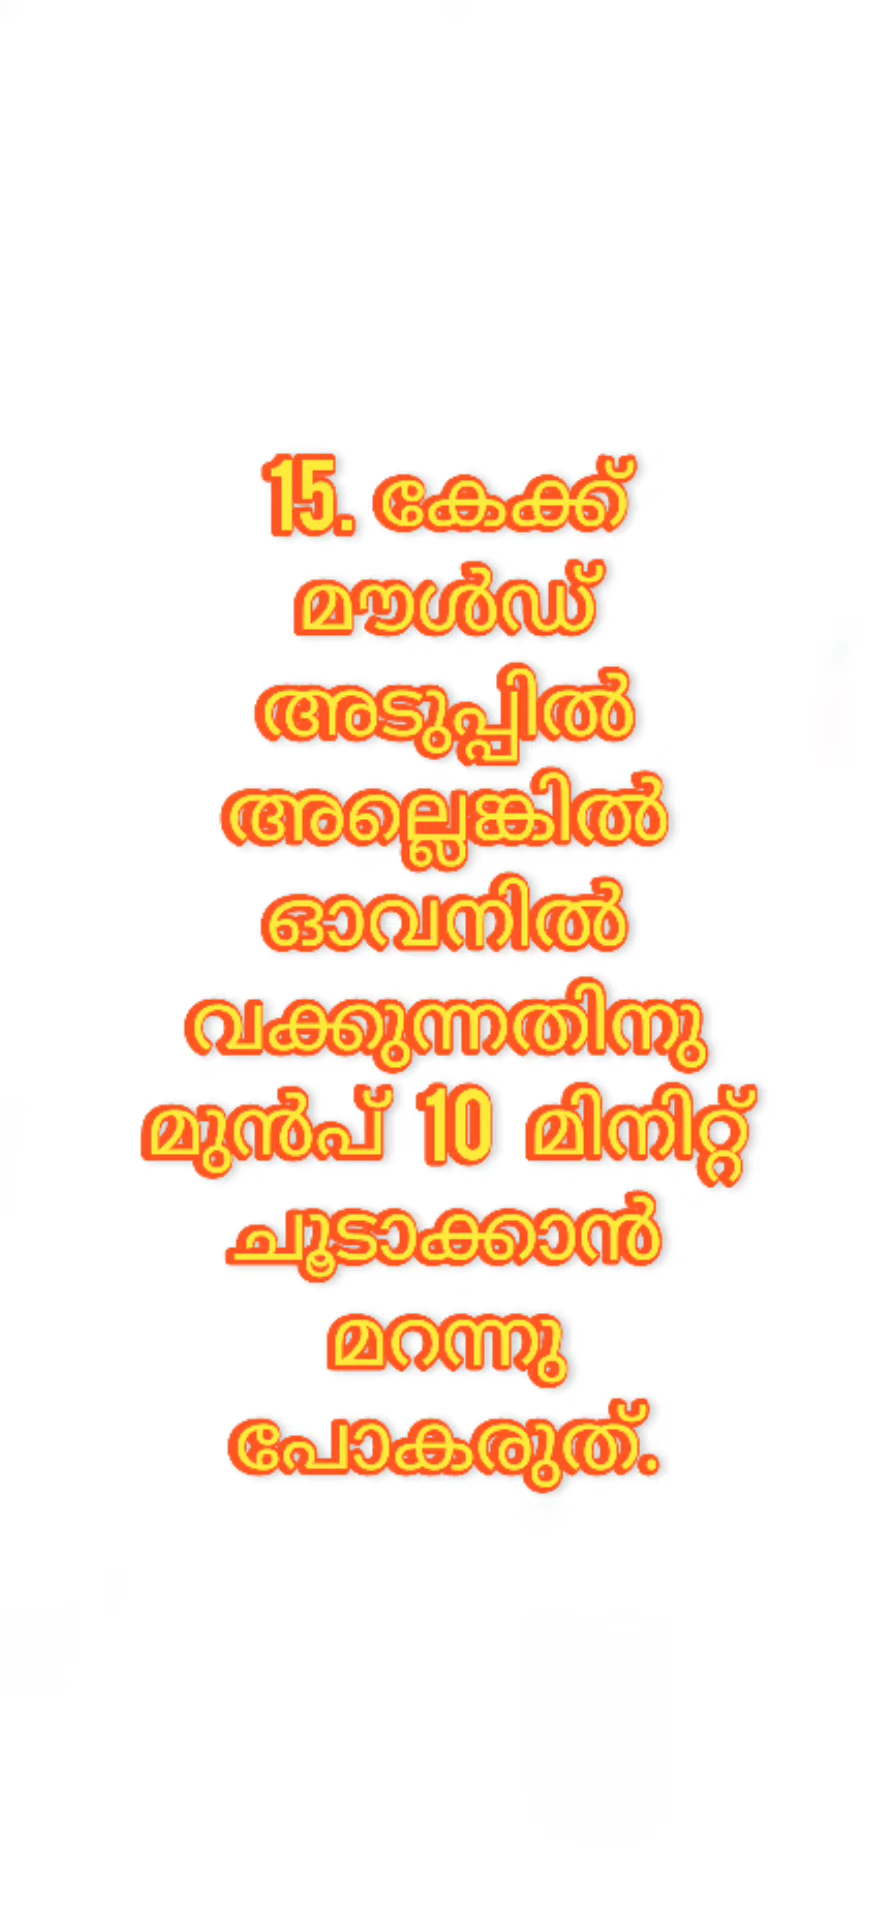 15. കേക്ക്
മൗൾഡ്
അടുപ്പിൽ
അല്ലെങ്കിൽ
ഓവനിൽ
വക്കുന്നതിനു
മുൻപ് 10 മിനിറ്റ്
ചൂടാക്കാൻ
മറന്നു
പോകരുത്.